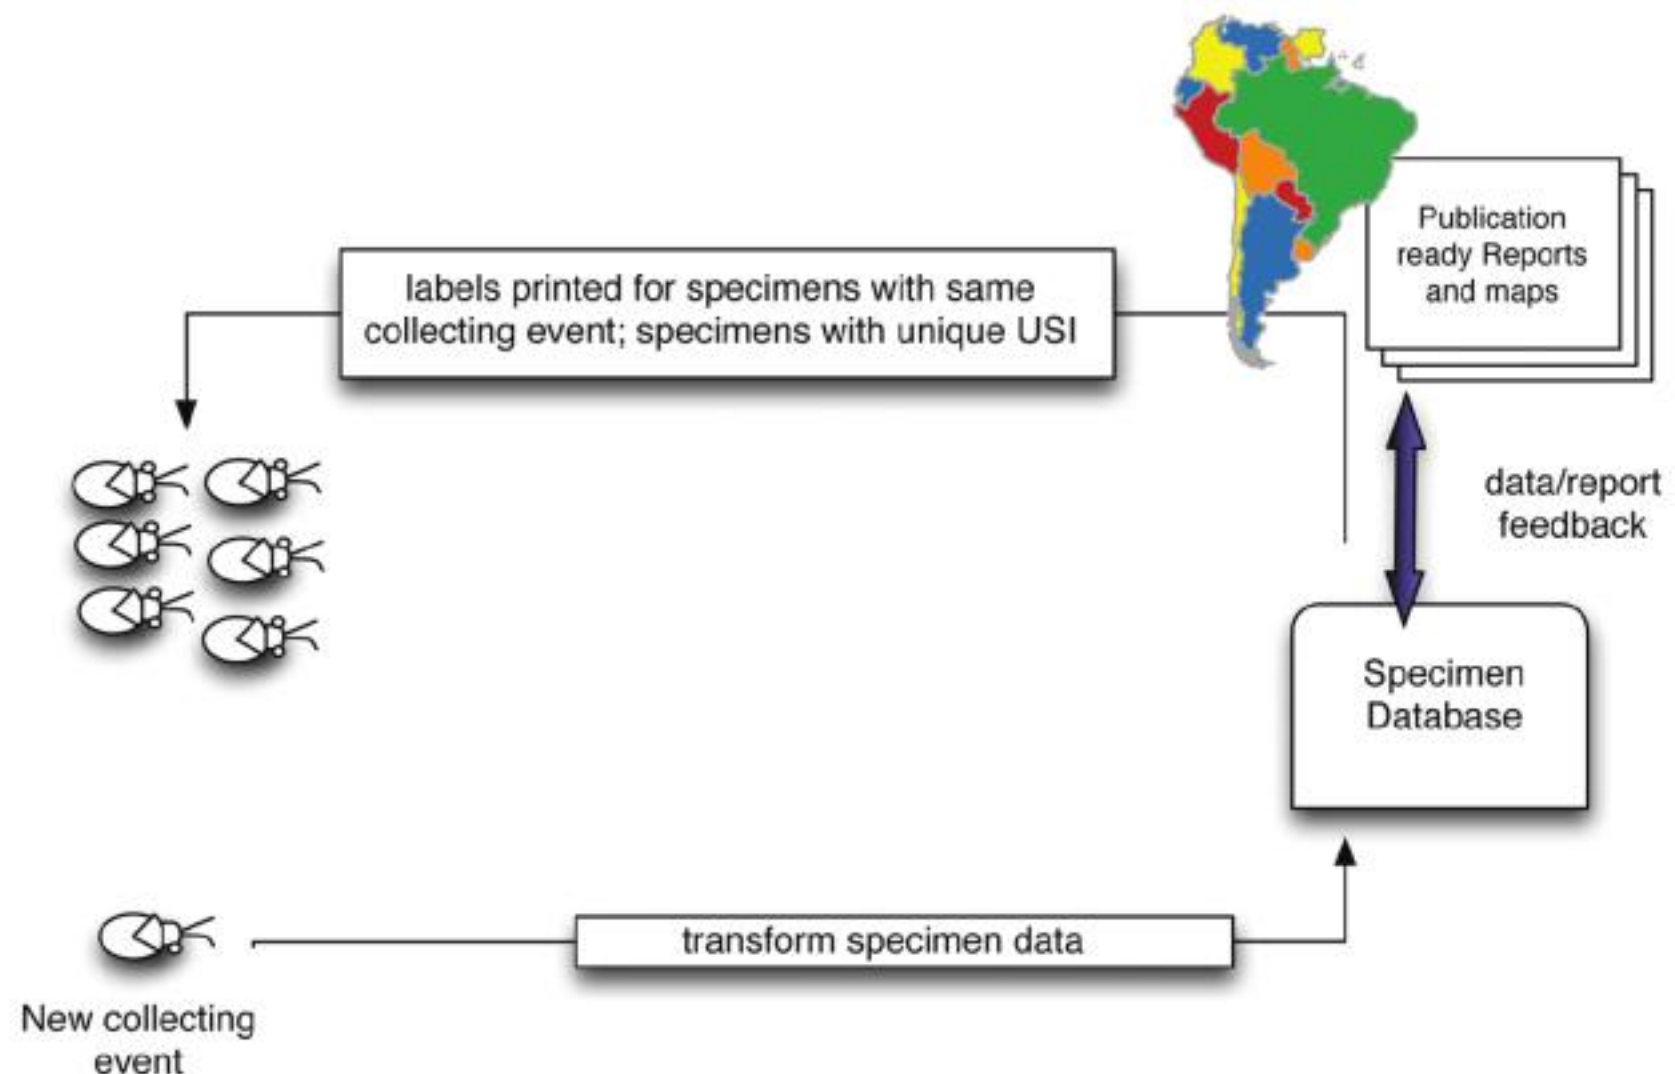 Publication
ready Reports
and maps
labels printed for specimens with same
collecting event; specimens with unique USI
data/report
feedback
Specimen
Database
transform specimen data
New collecting
event